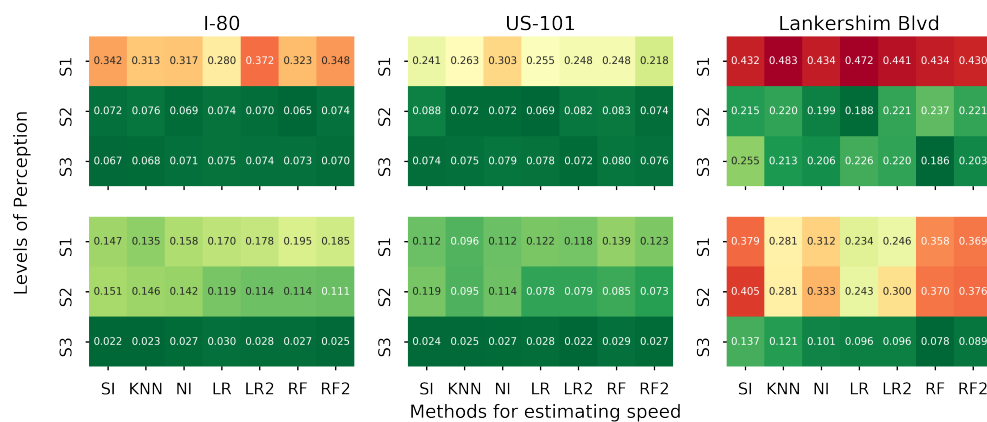 I-80 US-101 Lankershim Blvd
S1 0.342 0.313 0.317 0.280 0.372 0.323 0.348 S1 0.241 0.263 0.303 0.255 0.248 0.248 0.218 S1 0.432 0.483 0.434 0.472 0.441 0.434 0.430
S2 0.072 0.076 0.069 0.074 0.070 0.065 0.074 S2 0.088 0.072 0.072 0.069 0.082 0.083 0.074 S2 0.215 0.220 0.199 0.188 0.221 0.237 0.221
S3 0.067 0.068 0.071 0.075 0.074 0.073 0.070 S3 0.074 0.075 0.079 0.078 0.072 0.080 0.076 S3 0.255 0.213 0.206 0.226 0.220 0.186 0.203
Levels of Perception
S1 0.147 0.135 0.158 0.170 0.178 0.195 0.185 S1 0.112 0.096 0.112 0.122 0.118 0.139 0.123 S1 0.379 0.281 0.312 0.234 0.246 0.358 0.369
S2 0.151 0.146 0.142 0.119 0.114 0.114 0.111 S2 0.119 0.095 0.114 0.078 0.079 0.085 0.073 S2 0.405 0.281 0.333 0.243 0.300 0.370 0.376
S3 0.022 0.023 0.027 0.030 0.028 0.027 0.025 S3 0.024 0.025 0.027 0.028 0.022 0.029 0.027 S3 0.137 0.121 0.101 0.096 0.096 0.078 0.089
SI KNN NI LR LR2 RF RF2 SI KNN NI LR LR2 RF RF2 SI KNN NI LR LR2 RF RF2
Methods for estimating speed